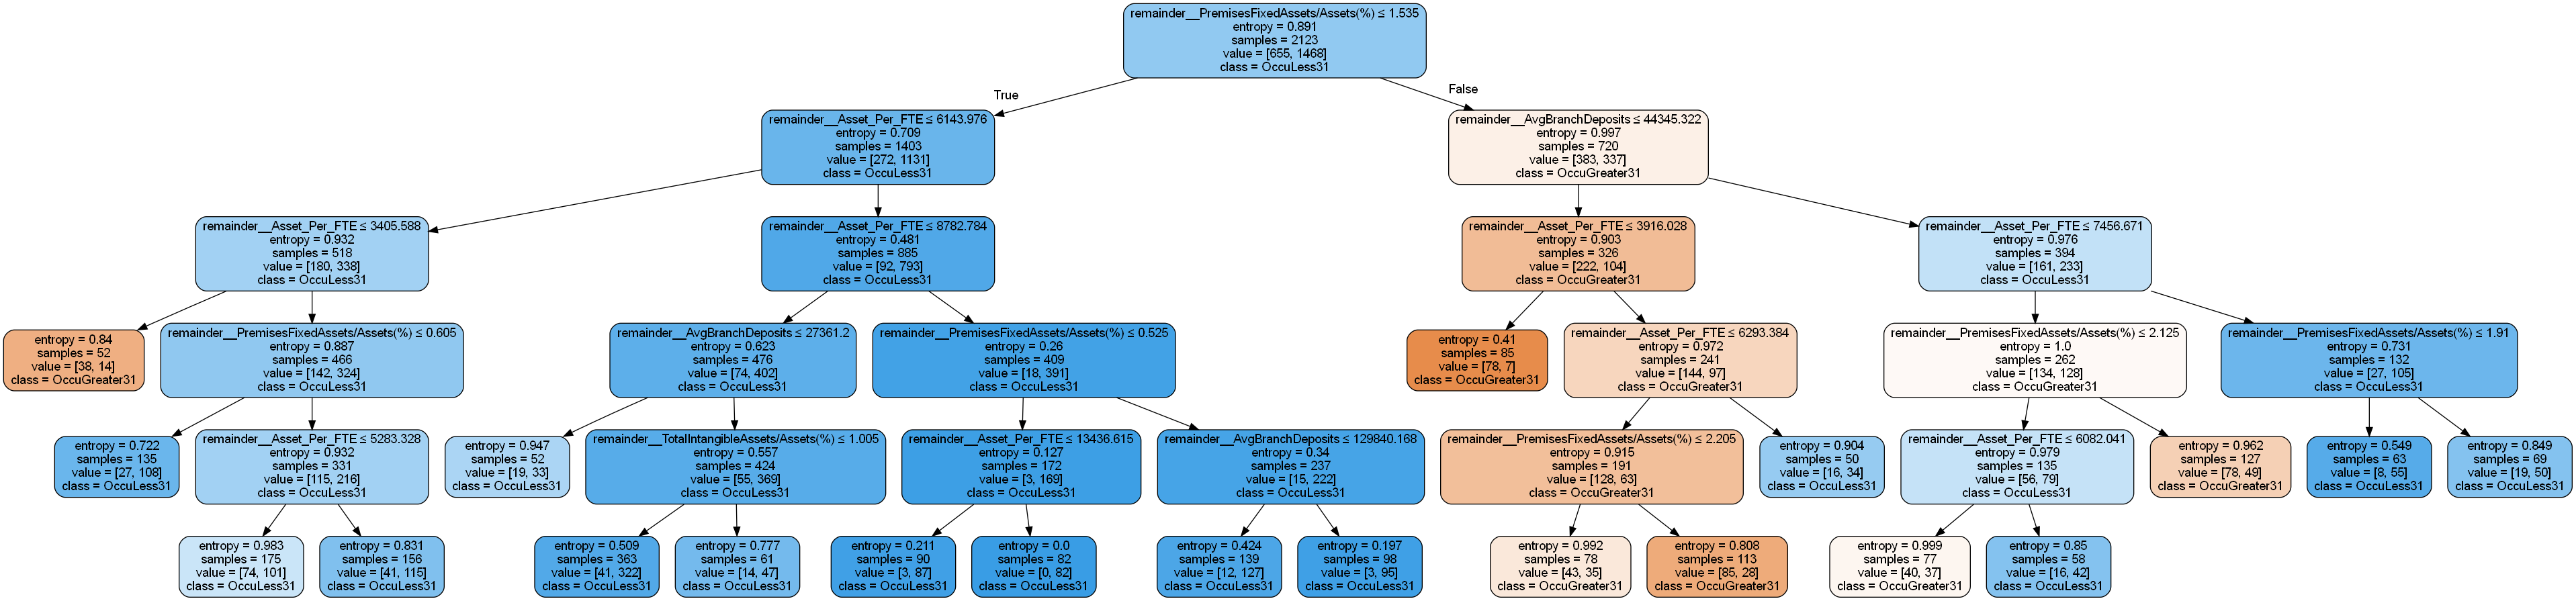 remainder__PremisesFixedAssets/Assets(%) ≤ 1.535
entropy = 0.891
samples = 2123
value = [655, 1468]
class = OccuLess31
True
False
remainder__Asset_Per_FTE ≤ 6143.976
entropy = 0.709
samples = 1403
value = [272, 1131]
class = OccuLess31
remainder__AvgBranchDeposits ≤ 44345.322
entropy = 0.997
samples = 720
value = [383, 337]
class = OccuGreater31
remainder__Asset_Per_FTE ≤ 3405.588
entropy = 0.932
samples = 518
value = [180, 338]
class = OccuLess31
remainder__Asset_Per_FTE ≤ 8782.784
entropy = 0.481
samples = 885
value = [92, 793]
class = OccuLess31
remainder__Asset_Per_FTE ≤ 3916.028
entropy = 0.903
samples = 326
value = [222, 104]
class = OccuGreater31
remainder__Asset_Per_FTE ≤ 7456.671
entropy = 0.976
samples = 394
value = [161, 233]
class = OccuLess31
entropy = 0.84
samples = 52
value = [38, 14]
class = OccuGreater31
remainder__PremisesFixedAssets/Assets(%) ≤ 0.605
entropy = 0.887
samples = 466
value = [142, 324]
class = OccuLess31
remainder__AvgBranchDeposits ≤ 27361.2
entropy = 0.623
samples = 476
value = [74, 402]
class = OccuLess31
remainder__PremisesFixedAssets/Assets(%) ≤ 0.525
entropy = 0.26
samples = 409
value = [18, 391]
class = OccuLess31
entropy = 0.41
samples = 85
value = [78, 7]
class = OccuGreater31
remainder__Asset_Per_FTE ≤ 6293.384
entropy = 0.972
samples = 241
value = [144, 97]
class = OccuGreater31
remainder__PremisesFixedAssets/Assets(%) ≤ 2.125
entropy = 1.0
samples = 262
value = [134, 128]
class = OccuGreater31
remainder__PremisesFixedAssets/Assets(%) ≤ 1.91
entropy = 0.731
samples = 132
value = [27, 105]
class = OccuLess31
entropy = 0.722
samples = 135
value = [27, 108]
class = OccuLess31
remainder__Asset_Per_FTE ≤ 5283.328
entropy = 0.932
samples = 331
value = [115, 216]
class = OccuLess31
entropy = 0.947
samples = 52
value = [19, 33]
class = OccuLess31
remainder__TotalIntangibleAssets/Assets(%) ≤ 1.005
entropy = 0.557
samples = 424
value = [55, 369]
class = OccuLess31
remainder__Asset_Per_FTE ≤ 13436.615
entropy = 0.127
samples = 172
value = [3, 169]
class = OccuLess31
remainder__AvgBranchDeposits ≤ 129840.168
entropy = 0.34
samples = 237
value = [15, 222]
class = OccuLess31
remainder__PremisesFixedAssets/Assets(%) ≤ 2.205
entropy = 0.915
samples = 191
value = [128, 63]
class = OccuGreater31
entropy = 0.904
samples = 50
value = [16, 34]
class = OccuLess31
remainder__Asset_Per_FTE ≤ 6082.041
entropy = 0.979
samples = 135
value = [56, 79]
class = OccuLess31
entropy = 0.962
samples = 127
value = [78, 49]
class = OccuGreater31
entropy = 0.549
samples = 63
value = [8, 55]
class = OccuLess31
entropy = 0.849
samples = 69
value = [19, 50]
class = OccuLess31
entropy = 0.983
samples = 175
value = [74, 101]
class = OccuLess31
entropy = 0.831
samples = 156
value = [41, 115]
class = OccuLess31
entropy = 0.509
samples = 363
value = [41, 322]
class = OccuLess31
entropy = 0.777
samples = 61
value = [14, 47]
class = OccuLess31
entropy = 0.211
samples = 90
value = [3, 87]
class = OccuLess31
entropy = 0.0
samples = 82
value = [0, 82]
class = OccuLess31
entropy = 0.424
samples = 139
value = [12, 127]
class = OccuLess31
entropy = 0.197
samples = 98
value = [3, 95]
class = OccuLess31
entropy = 0.992
samples = 78
value = [43, 35]
class = OccuGreater31
entropy = 0.808
samples = 113
value = [85, 28]
class = OccuGreater31
entropy = 0.999
samples = 77
value = [40, 37]
class = OccuGreater31
entropy = 0.85
samples = 58
value = [16, 42]
class = OccuLess31